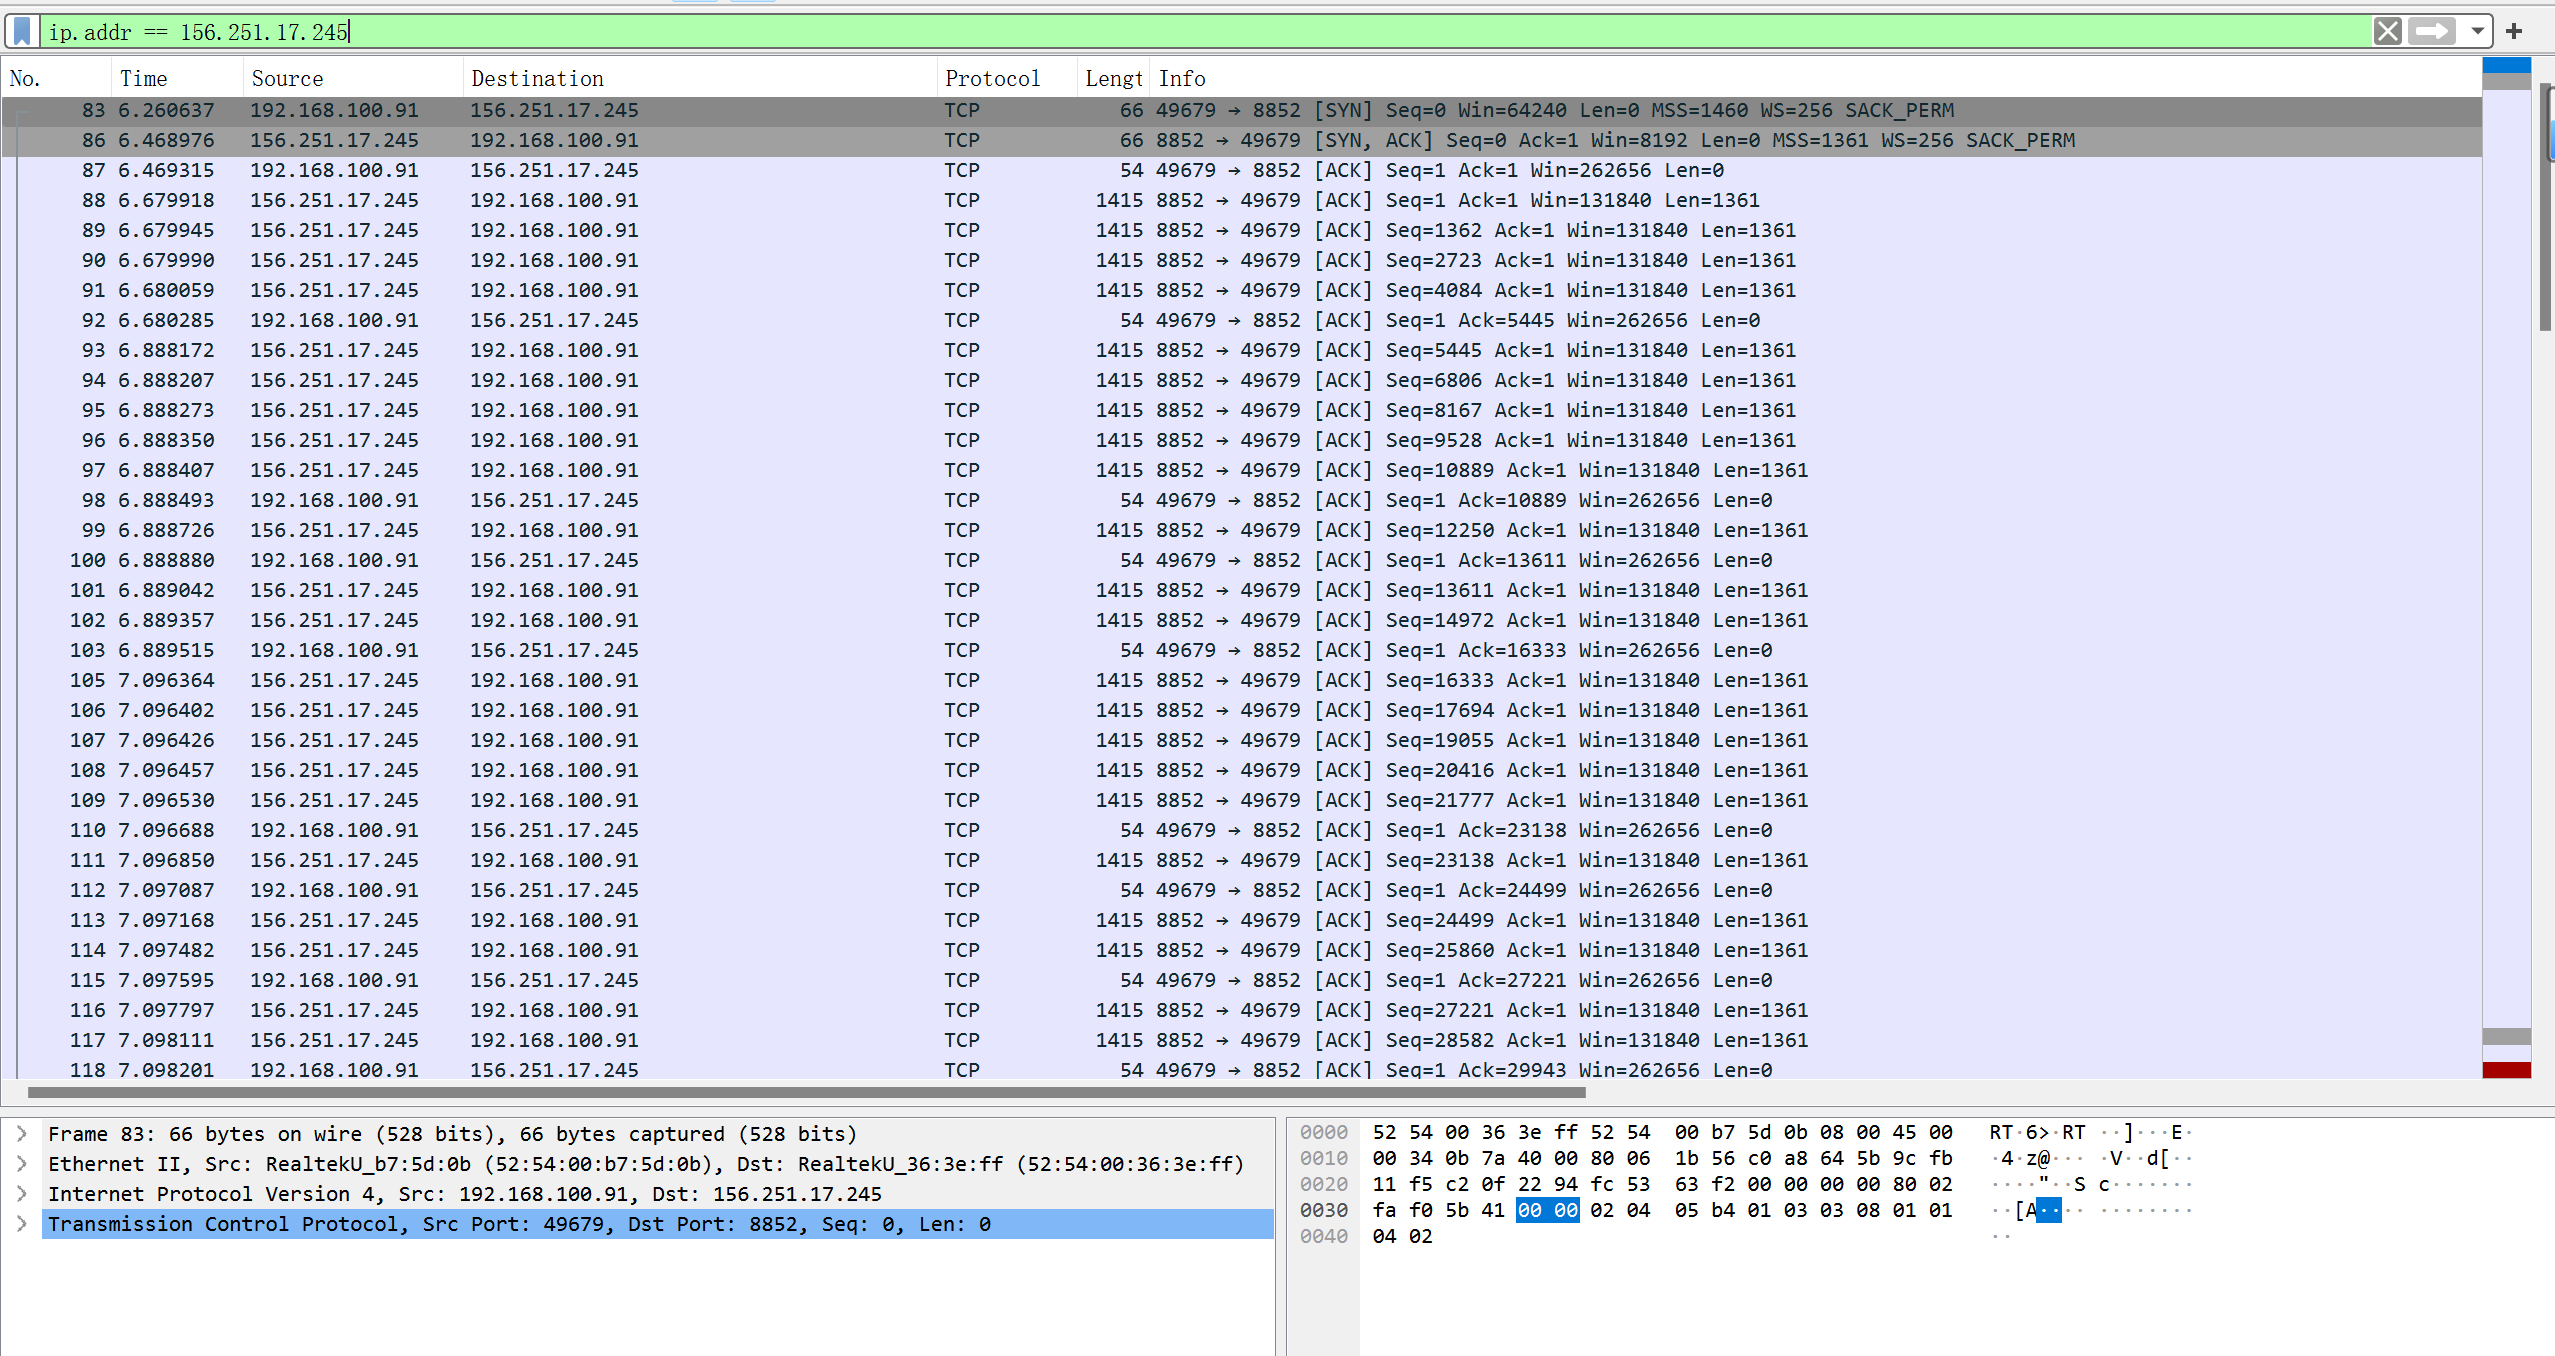 ip.addr == 156.251.17.245
No. Time Source Destination Protocol Lengt Info
83 6.260637 192.168.100.91 156.251.17.245 TCP 66 49679 → 8852 [SYN] Seq=0 Win=64240 Len=0 MSS=1460 WS=256 SACK_PERM
86 6.468976 156.251.17.245 192.168.100.91 TCP 66 8852 → 49679 [SYN, ACK] Seq=0 Ack=1 Win=8192 Len=0 MSS=1361 WS=256 SACK_PERM
87 6.469315 192.168.100.91 156.251.17.245 TCP 54 49679 → 8852 [ACK] Seq=1 Ack=1 Win=262656 Len=0
88 6.679918 156.251.17.245 192.168.100.91 TCP 1415 8852 → 49679 [ACK] Seq=1 Ack=1 Win=131840 Len=1361
89 6.679945 156.251.17.245 192.168.100.91 TCP 1415 8852 → 49679 [ACK] Seq=1362 Ack=1 Win=131840 Len=1361
90 6.679990 156.251.17.245 192.168.100.91 TCP 1415 8852 → 49679 [ACK] Seq=2723 Ack=1 Win=131840 Len=1361
91 6.680059 156.251.17.245 192.168.100.91 TCP 1415 8852 → 49679 [ACK] Seq=4084 Ack=1 Win=131840 Len=1361
92 6.680285 192.168.100.91 156.251.17.245 TCP 54 49679 → 8852 [ACK] Seq=1 Ack=5445 Win=262656 Len=0
93 6.888172 156.251.17.245 192.168.100.91 TCP 1415 8852 → 49679 [ACK] Seq=5445 Ack=1 Win=131840 Len=1361
94 6.888207 156.251.17.245 192.168.100.91 TCP 1415 8852 → 49679 [ACK] Seq=6806 Ack=1 Win=131840 Len=1361
95 6.888273 156.251.17.245 192.168.100.91 TCP 1415 8852 → 49679 [ACK] Seq=8167 Ack=1 Win=131840 Len=1361
96 6.888350 156.251.17.245 192.168.100.91 TCP 1415 8852 → 49679 [ACK] Seq=9528 Ack=1 Win=131840 Len=1361
97 6.888407 156.251.17.245 192.168.100.91 TCP 1415 8852 → 49679 [ACK] Seq=10889 Ack=1 Win=131840 Len=1361
98 6.888493 192.168.100.91 156.251.17.245 TCP 54 49679 → 8852 [ACK] Seq=1 Ack=10889 Win=262656 Len=0
99 6.888726 156.251.17.245 192.168.100.91 TCP 1415 8852 → 49679 [ACK] Seq=12250 Ack=1 Win=131840 Len=1361
100 6.888880 192.168.100.91 156.251.17.245 TCP 54 49679 → 8852 [ACK] Seq=1 Ack=13611 Win=262656 Len=0
101 6.889042 156.251.17.245 192.168.100.91 TCP 1415 8852 → 49679 [ACK] Seq=13611 Ack=1 Win=131840 Len=1361
102 6.889357 156.251.17.245 192.168.100.91 TCP 1415 8852 → 49679 [ACK] Seq=14972 Ack=1 Win=131840 Len=1361
103 6.889515 192.168.100.91 156.251.17.245 TCP 54 49679 → 8852 [ACK] Seq=1 Ack=16333 Win=262656 Len=0
105 7.096364 156.251.17.245 192.168.100.91 TCP 1415 8852 → 49679 [ACK] Seq=16333 Ack=1 Win=131840 Len=1361
106 7.096402 156.251.17.245 192.168.100.91 TCP 1415 8852 → 49679 [ACK] Seq=17694 Ack=1 Win=131840 Len=1361
107 7.096426 156.251.17.245 192.168.100.91 TCP 1415 8852 → 49679 [ACK] Seq=19055 Ack=1 Win=131840 Len=1361
108 7.096457 156.251.17.245 192.168.100.91 TCP 1415 8852 → 49679 [ACK] Seq=20416 Ack=1 Win=131840 Len=1361
109 7.096530 156.251.17.245 192.168.100.91 TCP 1415 8852 → 49679 [ACK] Seq=21777 Ack=1 Win=131840 Len=1361
110 7.096688 192.168.100.91 156.251.17.245 TCP 54 49679 → 8852 [ACK] Seq=1 Ack=23138 Win=262656 Len=0
111 7.096850 156.251.17.245 192.168.100.91 TCP 1415 8852 → 49679 [ACK] Seq=23138 Ack=1 Win=131840 Len=1361
112 7.097087 192.168.100.91 156.251.17.245 TCP 54 49679 → 8852 [ACK] Seq=1 Ack=24499 Win=262656 Len=0
113 7.097168 156.251.17.245 192.168.100.91 TCP 1415 8852 → 49679 [ACK] Seq=24499 Ack=1 Win=131840 Len=1361
114 7.097482 156.251.17.245 192.168.100.91 TCP 1415 8852 → 49679 [ACK] Seq=25860 Ack=1 Win=131840 Len=1361
115 7.097595 192.168.100.91 156.251.17.245 TCP 54 49679 → 8852 [ACK] Seq=1 Ack=27221 Win=262656 Len=0
116 7.097797 156.251.17.245 192.168.100.91 TCP 1415 8852 → 49679 [ACK] Seq=27221 Ack=1 Win=131840 Len=1361
117 7.098111 156.251.17.245 192.168.100.91 TCP 1415 8852 → 49679 [ACK] Seq=28582 Ack=1 Win=131840 Len=1361
118 7.098201 192.168.100.91 156.251.17.245 TCP 54 49679 → 8852 [ACK] Seq=1 Ack=29943 Win=262656 Len=0
Frame 83: 66 bytes on wire (528 bits), 66 bytes captured (528 bits)
Ethernet II, Src: RealtekU_b7:5d:0b (52:54:00:b7:5d:0b), Dst: RealtekU_36:3e:ff (52:54:00:36:3e:ff)
Internet Protocol Version 4, Src: 192.168.100.91, Dst: 156.251.17.245
Transmission Control Protocol, Src Port: 49679, Dst Port: 8852, Seq: 0, Len: 0
0000 52 54 00 36 3e ff 52 54 00 b7 5d 0b 08 00 45 00 RT·6>·RT ··]···E·
0010 00 34 0b 7a 40 00 80 06 1b 56 c0 a8 64 5b 9c fb ·4·z@··· ·V··d[··
0020 11 f5 c2 0f 22 94 fc 53 63 f2 00 00 00 00 80 02 ····"··S c·······
0030 fa f0 5b 41 00 00 02 04 05 b4 01 03 03 08 01 01 ··[A···· ········
0040 04 02 ··